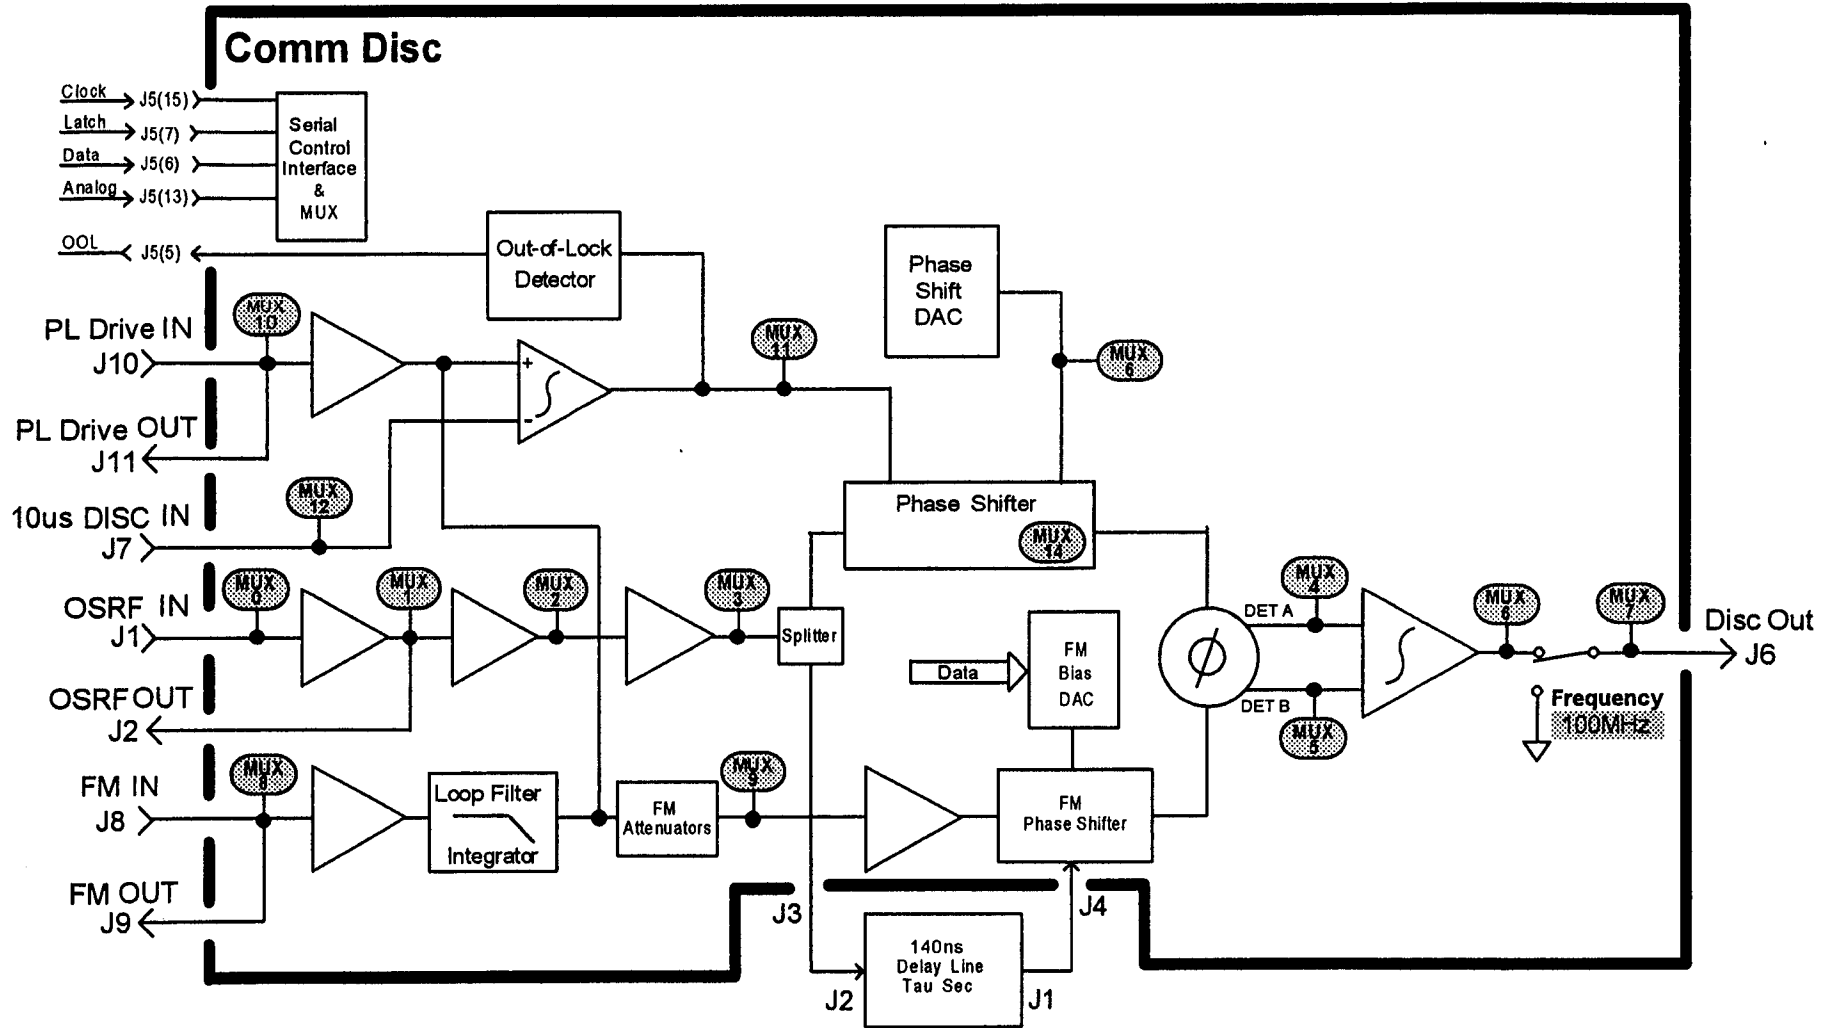 Comm Disc
Clock
J5(15)
Latch
J5(7)
Data
J5(6)
Analog
J5(13)
Serial
Control
Interface
&
MUX
OOL
J5(5)
Out-of-Lock
Detector
Phase
Shift
DAC
MUX
10
PL Drive IN
J10
MUX
11
MUX
6
+
-
PL Drive OUT
J11
MUX
12
10us DISC IN
J7
Phase Shifter
MUX
14
MUX
0
MUX
1
MUX
2
MUX
3
MUX
4
MUX
6
MUX
7
OSRF IN
J1
Splitter
DET A
Disc Out
J6
FM
Bias
DAC
Data
DET B
MUX
5
Frequency
100MHz
OSRF OUT
J2
MUX
8
MUX
9
FM IN
J8
Loop Filter
Integrator
FM
Attenuators
FM
Phase Shifter
FM OUT
J9
J3
J4
140ns
Delay Line
Tau Sec
J2
J1